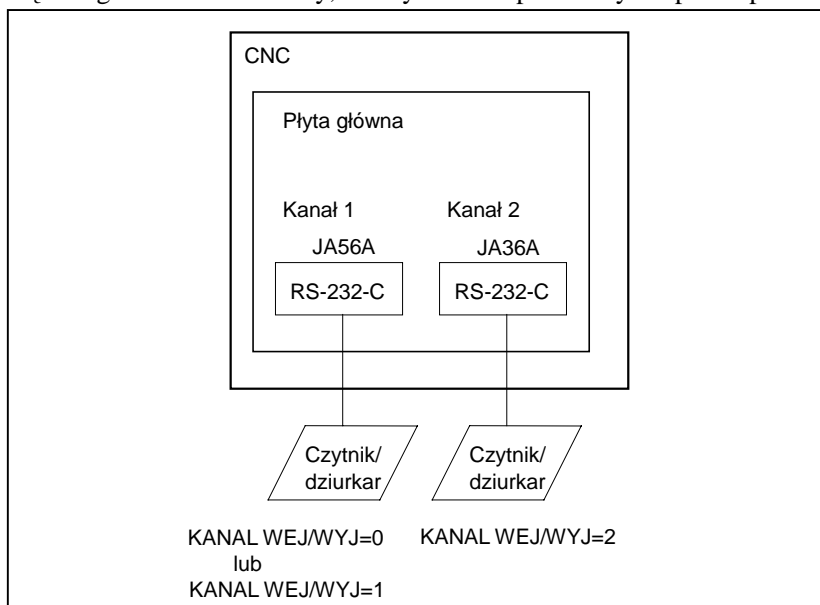 CNC
Płyta główna
Kanał 1 Kanał 2
JA56A JA36A
RS-232-C RS-232-C
Czytnik/ Czytnik/
dziurkar dziurkar
KANAL WEJ/WYJ=0 KANAL WEJ/WYJ=2
lub
KANAL WEJ/WYJ=1